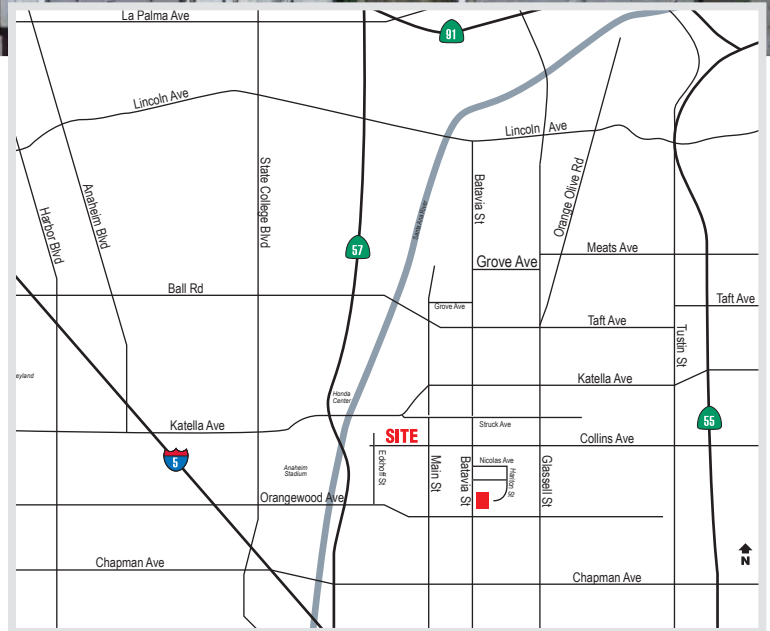 La Palma Ave
91
Lincoln Ave
Lincoln Ave
State College Blvd
Batavia St
Orange Olive Rd
Anaheim Blvd
Harbor Blvd
Santa Ana River
57
Meats Ave
Grove Ave
Ball Rd
Grove Ave
Taft Ave
Taft Ave
Tustin St
eyland
Honda
Center
Katella Ave
Katella Ave
55
Struck Ave
SITE
Collins Ave
5
Anaheim
Stadium
Eckhoff St
Main St
Batavia St
Nicolas Ave
Glassell St
Orangewood Ave
Chapman Ave
Chapman Ave
N